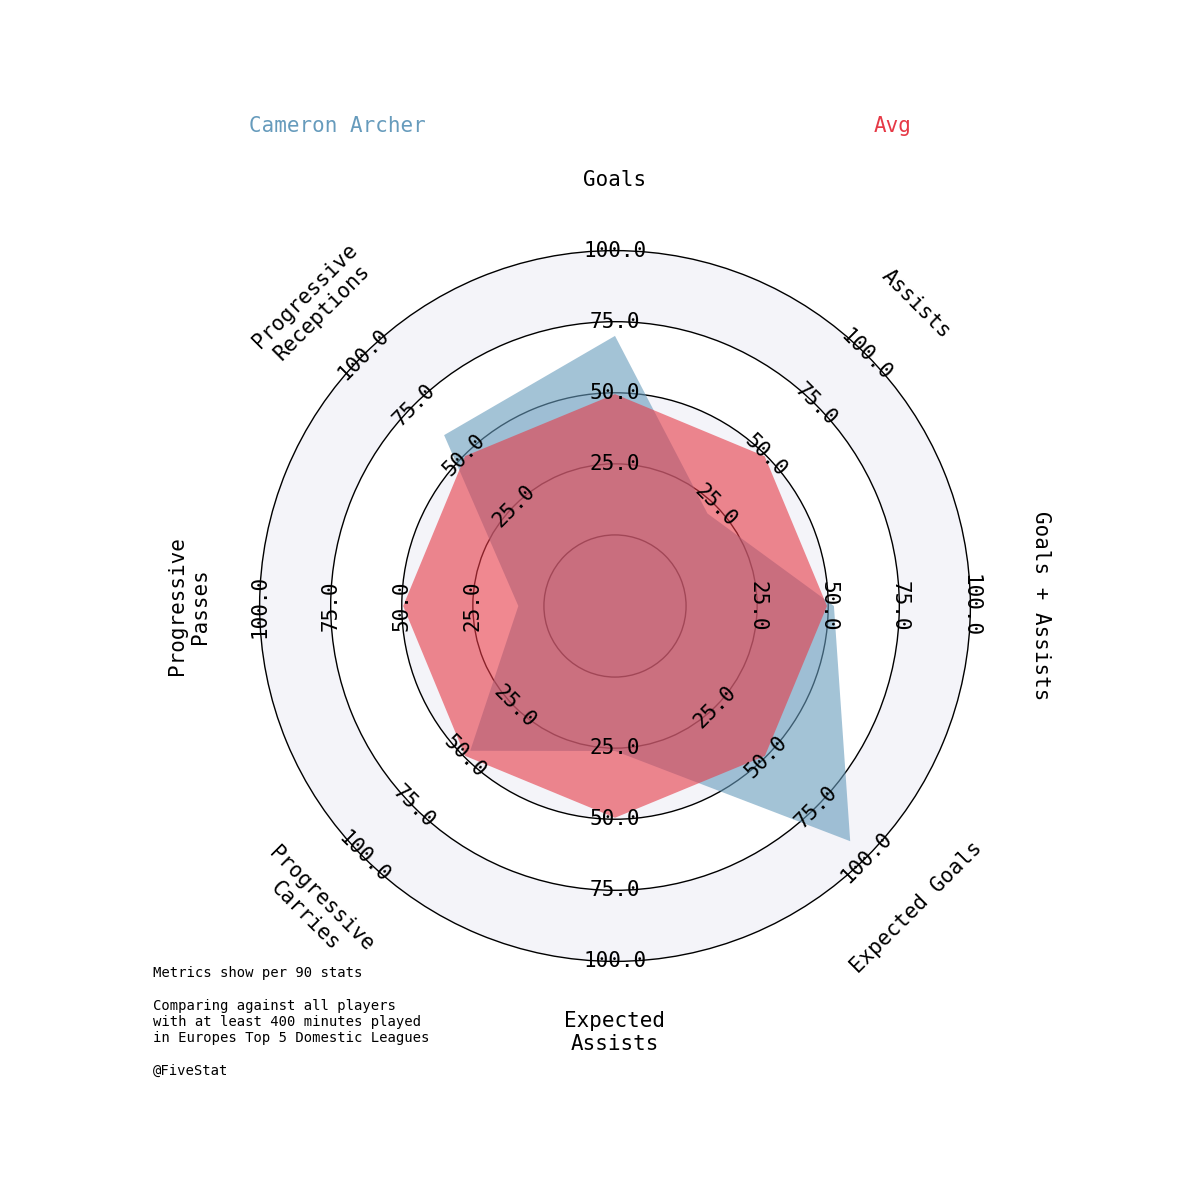 Cameron Archer
Avg
Goals
Assists
Goals + Assists
Expected Goals
Expected
Assists
Progressive
Carries
Progressive
Passes
Progressive
Receptions
25.0
50.0
75.0
100.0
25.0
50.0
75.0
100.0
25.0
50.0
75.0
100.0
25.0
50.0
75.0
100.0
25.0
50.0
75.0
100.0
25.0
50.0
75.0
100.0
25.0
50.0
75.0
100.0
25.0
50.0
75.0
100.0
Metrics show per 90 stats
Comparing against all players
with at least 400 minutes played
in Europes Top 5 Domestic Leagues
@FiveStat